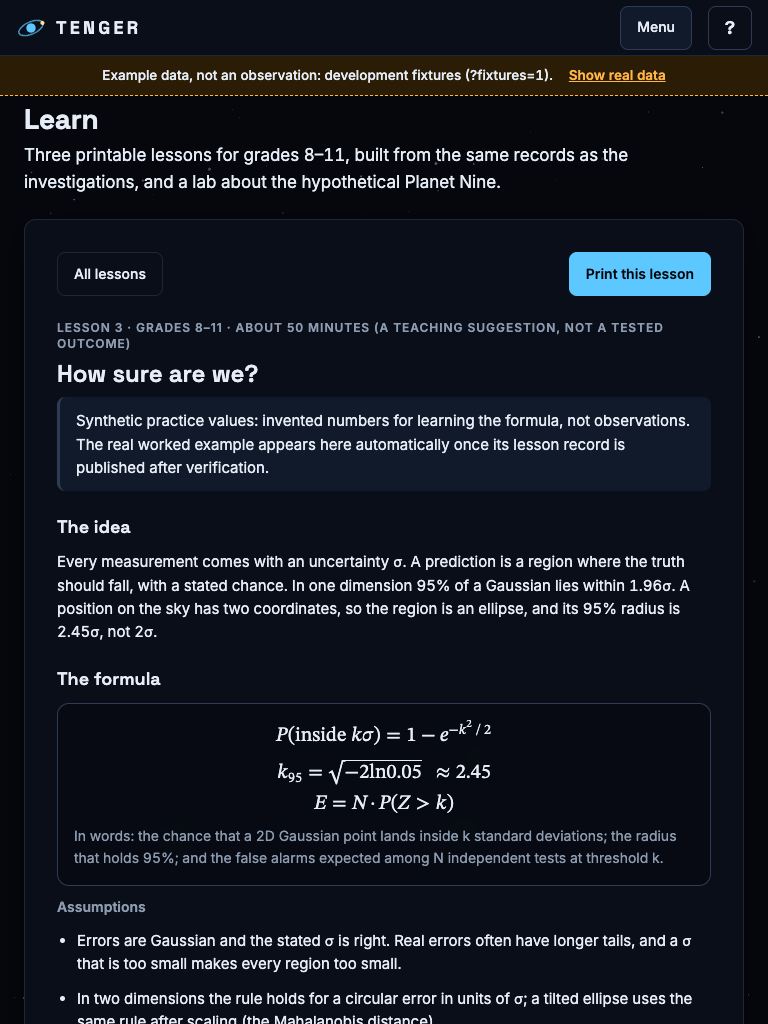 TENGER
Menu
?
Example data, not an observation: development fixtures (?fixtures=1). Show real data
Learn
Three printable lessons for grades 8–11, built from the same records as the
investigations, and a lab about the hypothetical Planet Nine.
All lessons
Print this lesson
LESSON 3 · GRADES 8–11 · ABOUT 50 MINUTES (A TEACHING SUGGESTION, NOT A TESTED
OUTCOME)
How sure are we?
Synthetic practice values: invented numbers for learning the formula, not observations.
The real worked example appears here automatically once its lesson record is
published after verification.
The idea
Every measurement comes with an uncertainty σ. A prediction is a region where the truth
should fall, with a stated chance. In one dimension 95% of a Gaussian lies within 1.96σ. A
position on the sky has two coordinates, so the region is an ellipse, and its 95% radius is
2.45σ, not 2σ.
The formula
P(inside kσ) = 1 − e^{−k² / 2}
k₉₅ = √(−2ln0.05) ≈ 2.45
E = N · P(Z > k)
In words: the chance that a 2D Gaussian point lands inside k standard deviations; the radius
that holds 95%; and the false alarms expected among N independent tests at threshold k.
Assumptions
• Errors are Gaussian and the stated σ is right. Real errors often have longer tails, and a σ
that is too small makes every region too small.
• In two dimensions the rule holds for a circular error in units of σ; a tilted ellipse uses the
same rule after scaling (the Mahalanobis distance).